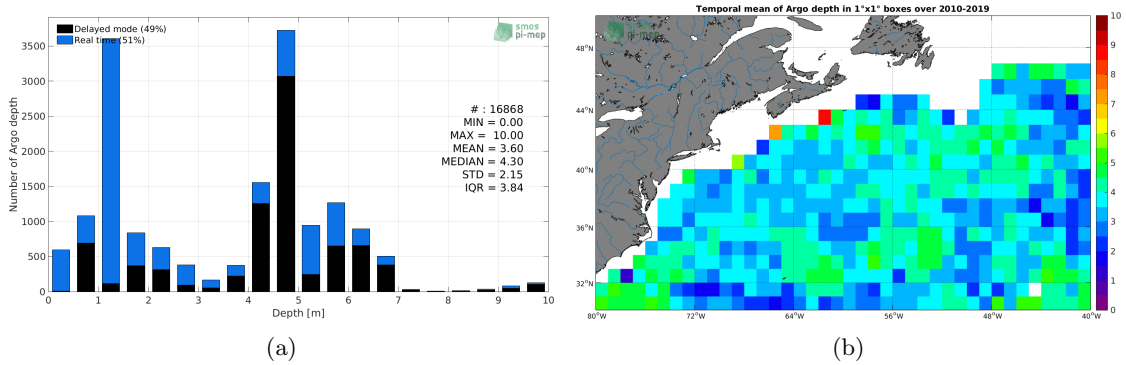 Delayed mode (49%)
Real time (51%)
smos
pi-mep
Number of Argo depth
3500
3000
2500
2000
1500
1000
500
0
# : 16868
MIN = 0.00
MAX = 10.00
MEAN = 3.60
MEDIAN = 4.30
STD = 2.15
IQR = 3.84
0 1 2 3 4 5 6 7 8 9 10
Depth [m]
(a)
Temporal mean of Argo depth in 1°x1° boxes over 2010-2019
smos
pi-mep
48°N
44°N
40°N
36°N
32°N
80°W 72°W 64°W 56°W 48°W 40°W
10
9
8
7
6
5
4
3
2
1
0
(b)